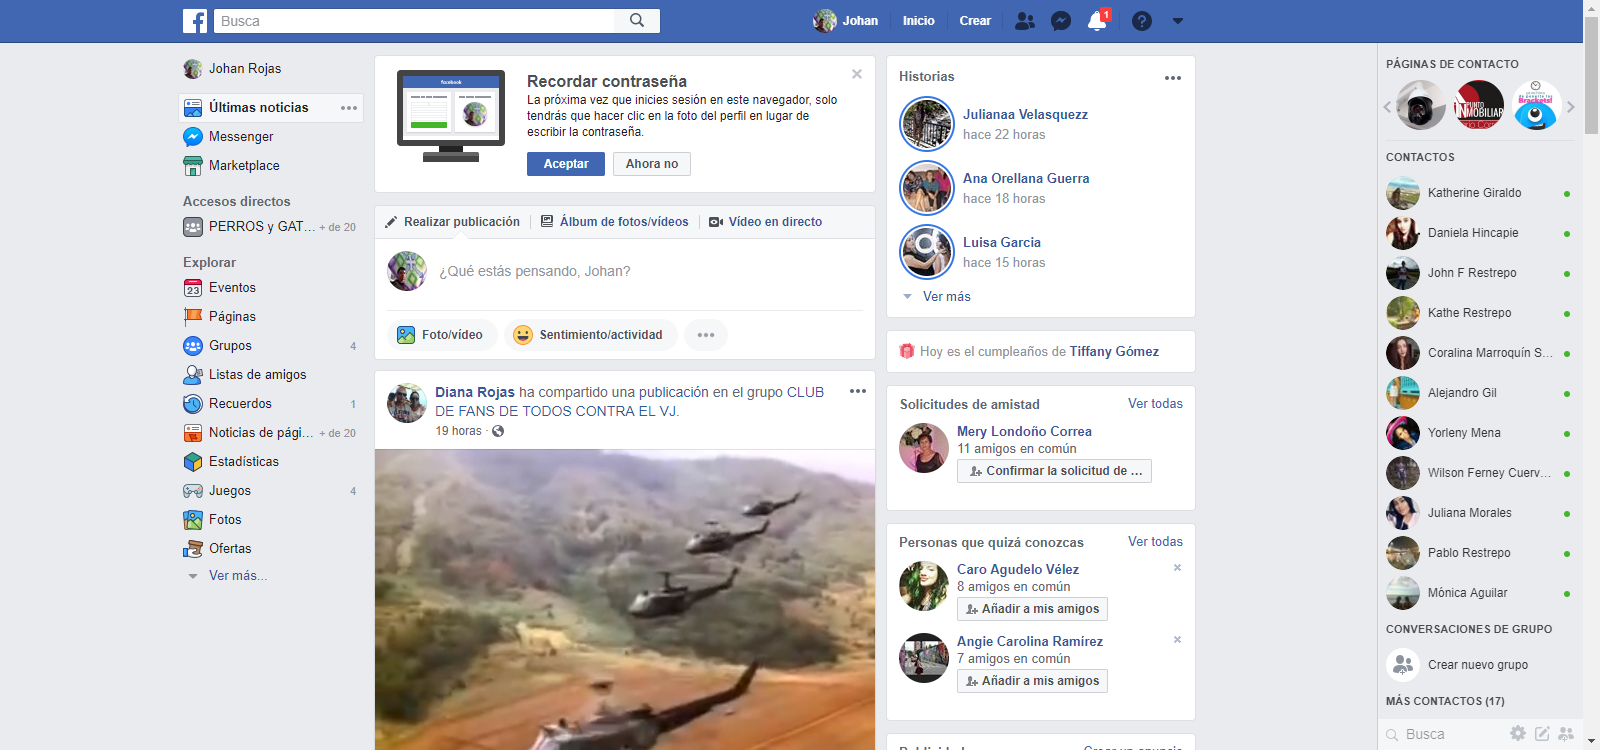 Busca
Johan
Inicio
Crear
1
Johan Rojas
Últimas noticias
Messenger
Marketplace
Accesos directos
PERROS y GAT... + de 20
Explorar
23
Eventos
Páginas
Grupos 4
Listas de amigos
Recuerdos 1
Noticias de pági... + de 20
Estadísticas
Juegos 4
Fotos
Ofertas
Ver más...
facebook
Recordar contraseña
La próxima vez que inicies sesión en este navegador, solo
tendrás que hacer clic en la foto del perfil en lugar de
escribir la contraseña.
Aceptar
Ahora no
Realizar publicación
Álbum de fotos/vídeos
Vídeo en directo
¿Qué estás pensando, Johan?
Foto/vídeo
Sentimiento/actividad
Diana Rojas ha compartido una publicación en el grupo CLUB
DE FANS DE TODOS CONTRA EL VJ.
19 horas ·
Historias
Julianaa Velasquezz
hace 22 horas
Ana Orellana Guerra
hace 18 horas
Luisa Garcia
hace 15 horas
Ver más
Hoy es el cumpleaños de Tiffany Gómez
Solicitudes de amistad
Ver todas
Mery Londoño Correa
11 amigos en común
Confirmar la solicitud de ...
Personas que quizá conozcas
Ver todas
Caro Agudelo Vélez
8 amigos en común
Añadir a mis amigos
Angie Carolina Ramírez
7 amigos en común
Añadir a mis amigos
Publicidad
Crear un anuncio
PÁGINAS DE CONTACTO
PUNTO
INMOBILIAR
Brackets!
CONTACTOS
Katherine Giraldo
Daniela Hincapie
John F Restrepo
Kathe Restrepo
Coralina Marroquín S...
Alejandro Gil
Yorleny Mena
Wilson Ferney Cuerv...
Juliana Morales
Pablo Restrepo
Mónica Aguilar
CONVERSACIONES DE GRUPO
Crear nuevo grupo
MÁS CONTACTOS (17)
Busca